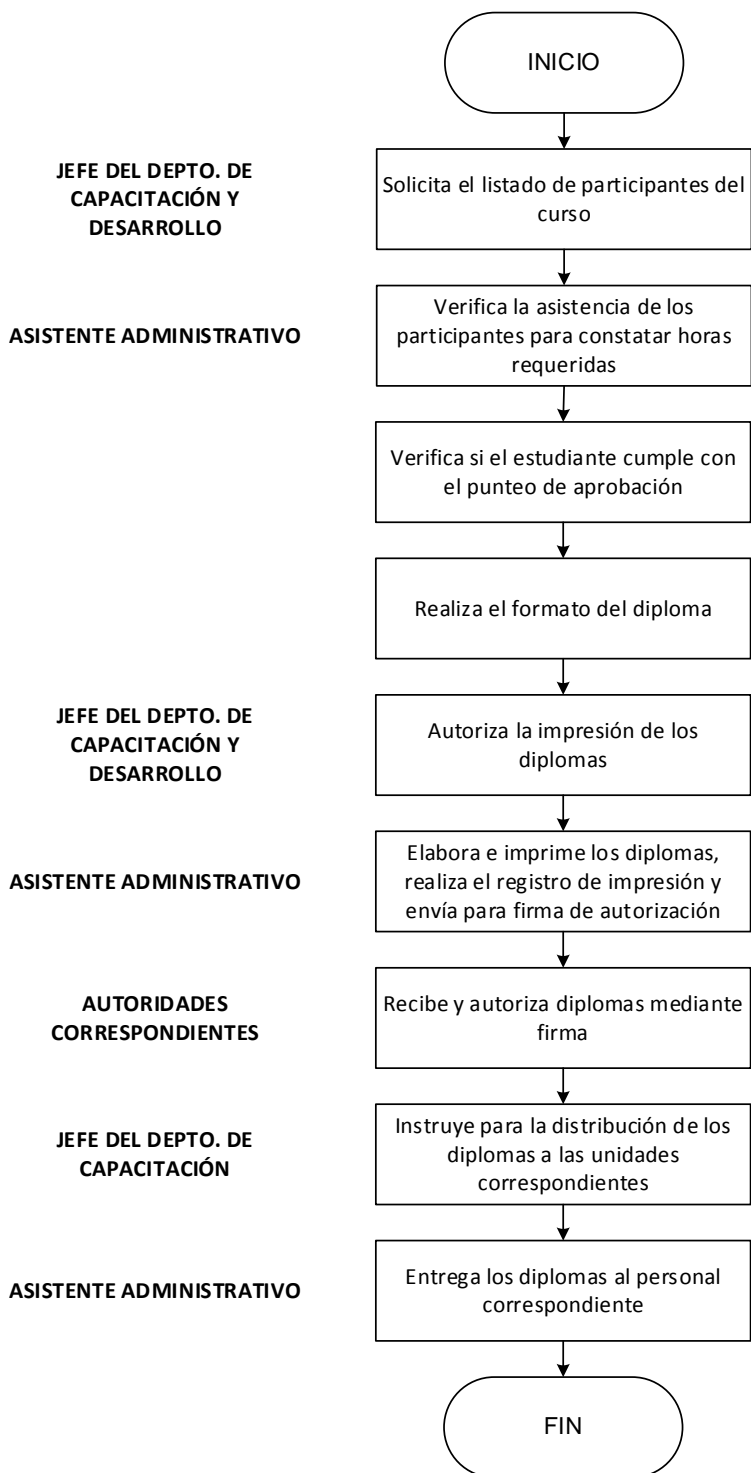 INICIO
JEFE DEL DEPTO. DE
CAPACITACIÓN Y
DESARROLLO
Solicita el listado de participantes del
curso
ASISTENTE ADMINISTRATIVO
Verifica la asistencia de los
participantes para constatar horas
requeridas
Verifica si el estudiante cumple con
el punteo de aprobación
Realiza el formato del diploma
JEFE DEL DEPTO. DE
CAPACITACIÓN Y
DESARROLLO
Autoriza la impresión de los
diplomas
ASISTENTE ADMINISTRATIVO
Elabora e imprime los diplomas,
realiza el registro de impresión y
envía para firma de autorización
AUTORIDADES
CORRESPONDIENTES
Recibe y autoriza diplomas mediante
firma
JEFE DEL DEPTO. DE
CAPACITACIÓN
Instruye para la distribución de los
diplomas a las unidades
correspondientes
ASISTENTE ADMINISTRATIVO
Entrega los diplomas al personal
correspondiente
FIN